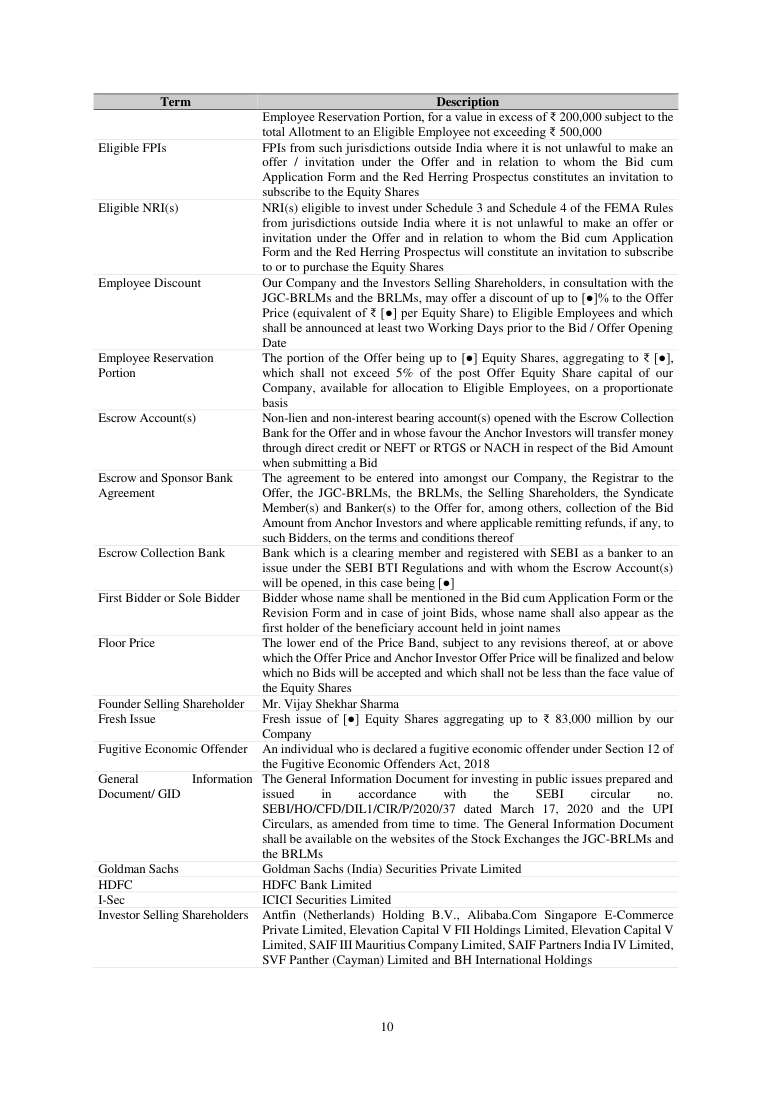 Term Description
Employee Reservation Portion, for a value in excess of ₹ 200,000 subject to the
total Allotment to an Eligible Employee not exceeding ₹ 500,000
Eligible FPIs FPIs from such jurisdictions outside India where it is not unlawful to make an
offer / invitation under the Offer and in relation to whom the Bid cum
Application Form and the Red Herring Prospectus constitutes an invitation to
subscribe to the Equity Shares
Eligible NRI(s) NRI(s) eligible to invest under Schedule 3 and Schedule 4 of the FEMA Rules
from jurisdictions outside India where it is not unlawful to make an offer or
invitation under the Offer and in relation to whom the Bid cum Application
Form and the Red Herring Prospectus will constitute an invitation to subscribe
to or to purchase the Equity Shares
Employee Discount Our Company and the Investors Selling Shareholders, in consultation with the
JGC-BRLMs and the BRLMs, may offer a discount of up to [●]% to the Offer
Price (equivalent of ₹ [●] per Equity Share) to Eligible Employees and which
shall be announced at least two Working Days prior to the Bid / Offer Opening
Date
Employee Reservation The portion of the Offer being up to [●] Equity Shares, aggregating to ₹ [●],
Portion which shall not exceed 5% of the post Offer Equity Share capital of our
Company, available for allocation to Eligible Employees, on a proportionate
basis
Escrow Account(s) Non-lien and non-interest bearing account(s) opened with the Escrow Collection
Bank for the Offer and in whose favour the Anchor Investors will transfer money
through direct credit or NEFT or RTGS or NACH in respect of the Bid Amount
when submitting a Bid
Escrow and Sponsor Bank The agreement to be entered into amongst our Company, the Registrar to the
Agreement Offer, the JGC-BRLMs, the BRLMs, the Selling Shareholders, the Syndicate
Member(s) and Banker(s) to the Offer for, among others, collection of the Bid
Amount from Anchor Investors and where applicable remitting refunds, if any, to
such Bidders, on the terms and conditions thereof
Escrow Collection Bank Bank which is a clearing member and registered with SEBI as a banker to an
issue under the SEBI BTI Regulations and with whom the Escrow Account(s)
will be opened, in this case being [●]
First Bidder or Sole Bidder Bidder whose name shall be mentioned in the Bid cum Application Form or the
Revision Form and in case of joint Bids, whose name shall also appear as the
first holder of the beneficiary account held in joint names
Floor Price The lower end of the Price Band, subject to any revisions thereof, at or above
which the Offer Price and Anchor Investor Offer Price will be finalized and below
which no Bids will be accepted and which shall not be less than the face value of
the Equity Shares
Founder Selling Shareholder Mr. Vijay Shekhar Sharma
Fresh Issue Fresh issue of [●] Equity Shares aggregating up to ₹ 83,000 million by our
Company
Fugitive Economic Offender An individual who is declared a fugitive economic offender under Section 12 of
the Fugitive Economic Offenders Act, 2018
General Information The General Information Document for investing in public issues prepared and
Document/ GID issued in accordance with the SEBI circular no.
SEBI/HO/CFD/DIL1/CIR/P/2020/37 dated March 17, 2020 and the UPI
Circulars, as amended from time to time. The General Information Document
shall be available on the websites of the Stock Exchanges the JGC-BRLMs and
the BRLMs
Goldman Sachs Goldman Sachs (India) Securities Private Limited
HDFC HDFC Bank Limited
I-Sec ICICI Securities Limited
Investor Selling Shareholders Antfin (Netherlands) Holding B.V., Alibaba.Com Singapore E-Commerce
Private Limited, Elevation Capital V FII Holdings Limited, Elevation Capital V
Limited, SAIF III Mauritius Company Limited, SAIF Partners India IV Limited,
SVF Panther (Cayman) Limited and BH International Holdings
10